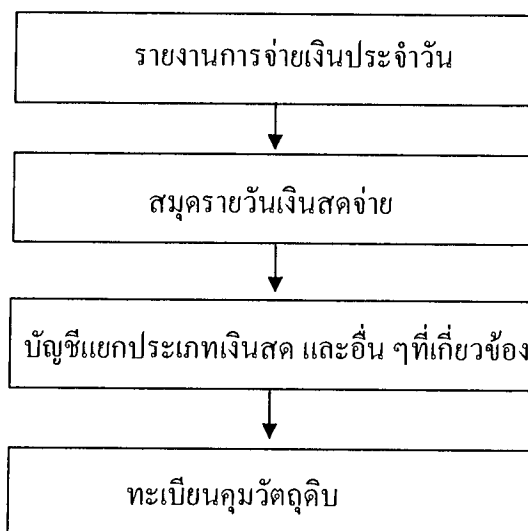 รายงานการจ่ายเงินประจำวัน
สมุดรายวันเงินสดจ่าย
บัญชีแยกประเภทเงินสด และอื่น ๆที่เกี่ยวข้อง
ทะเบียนคุมวัตถุดิบ